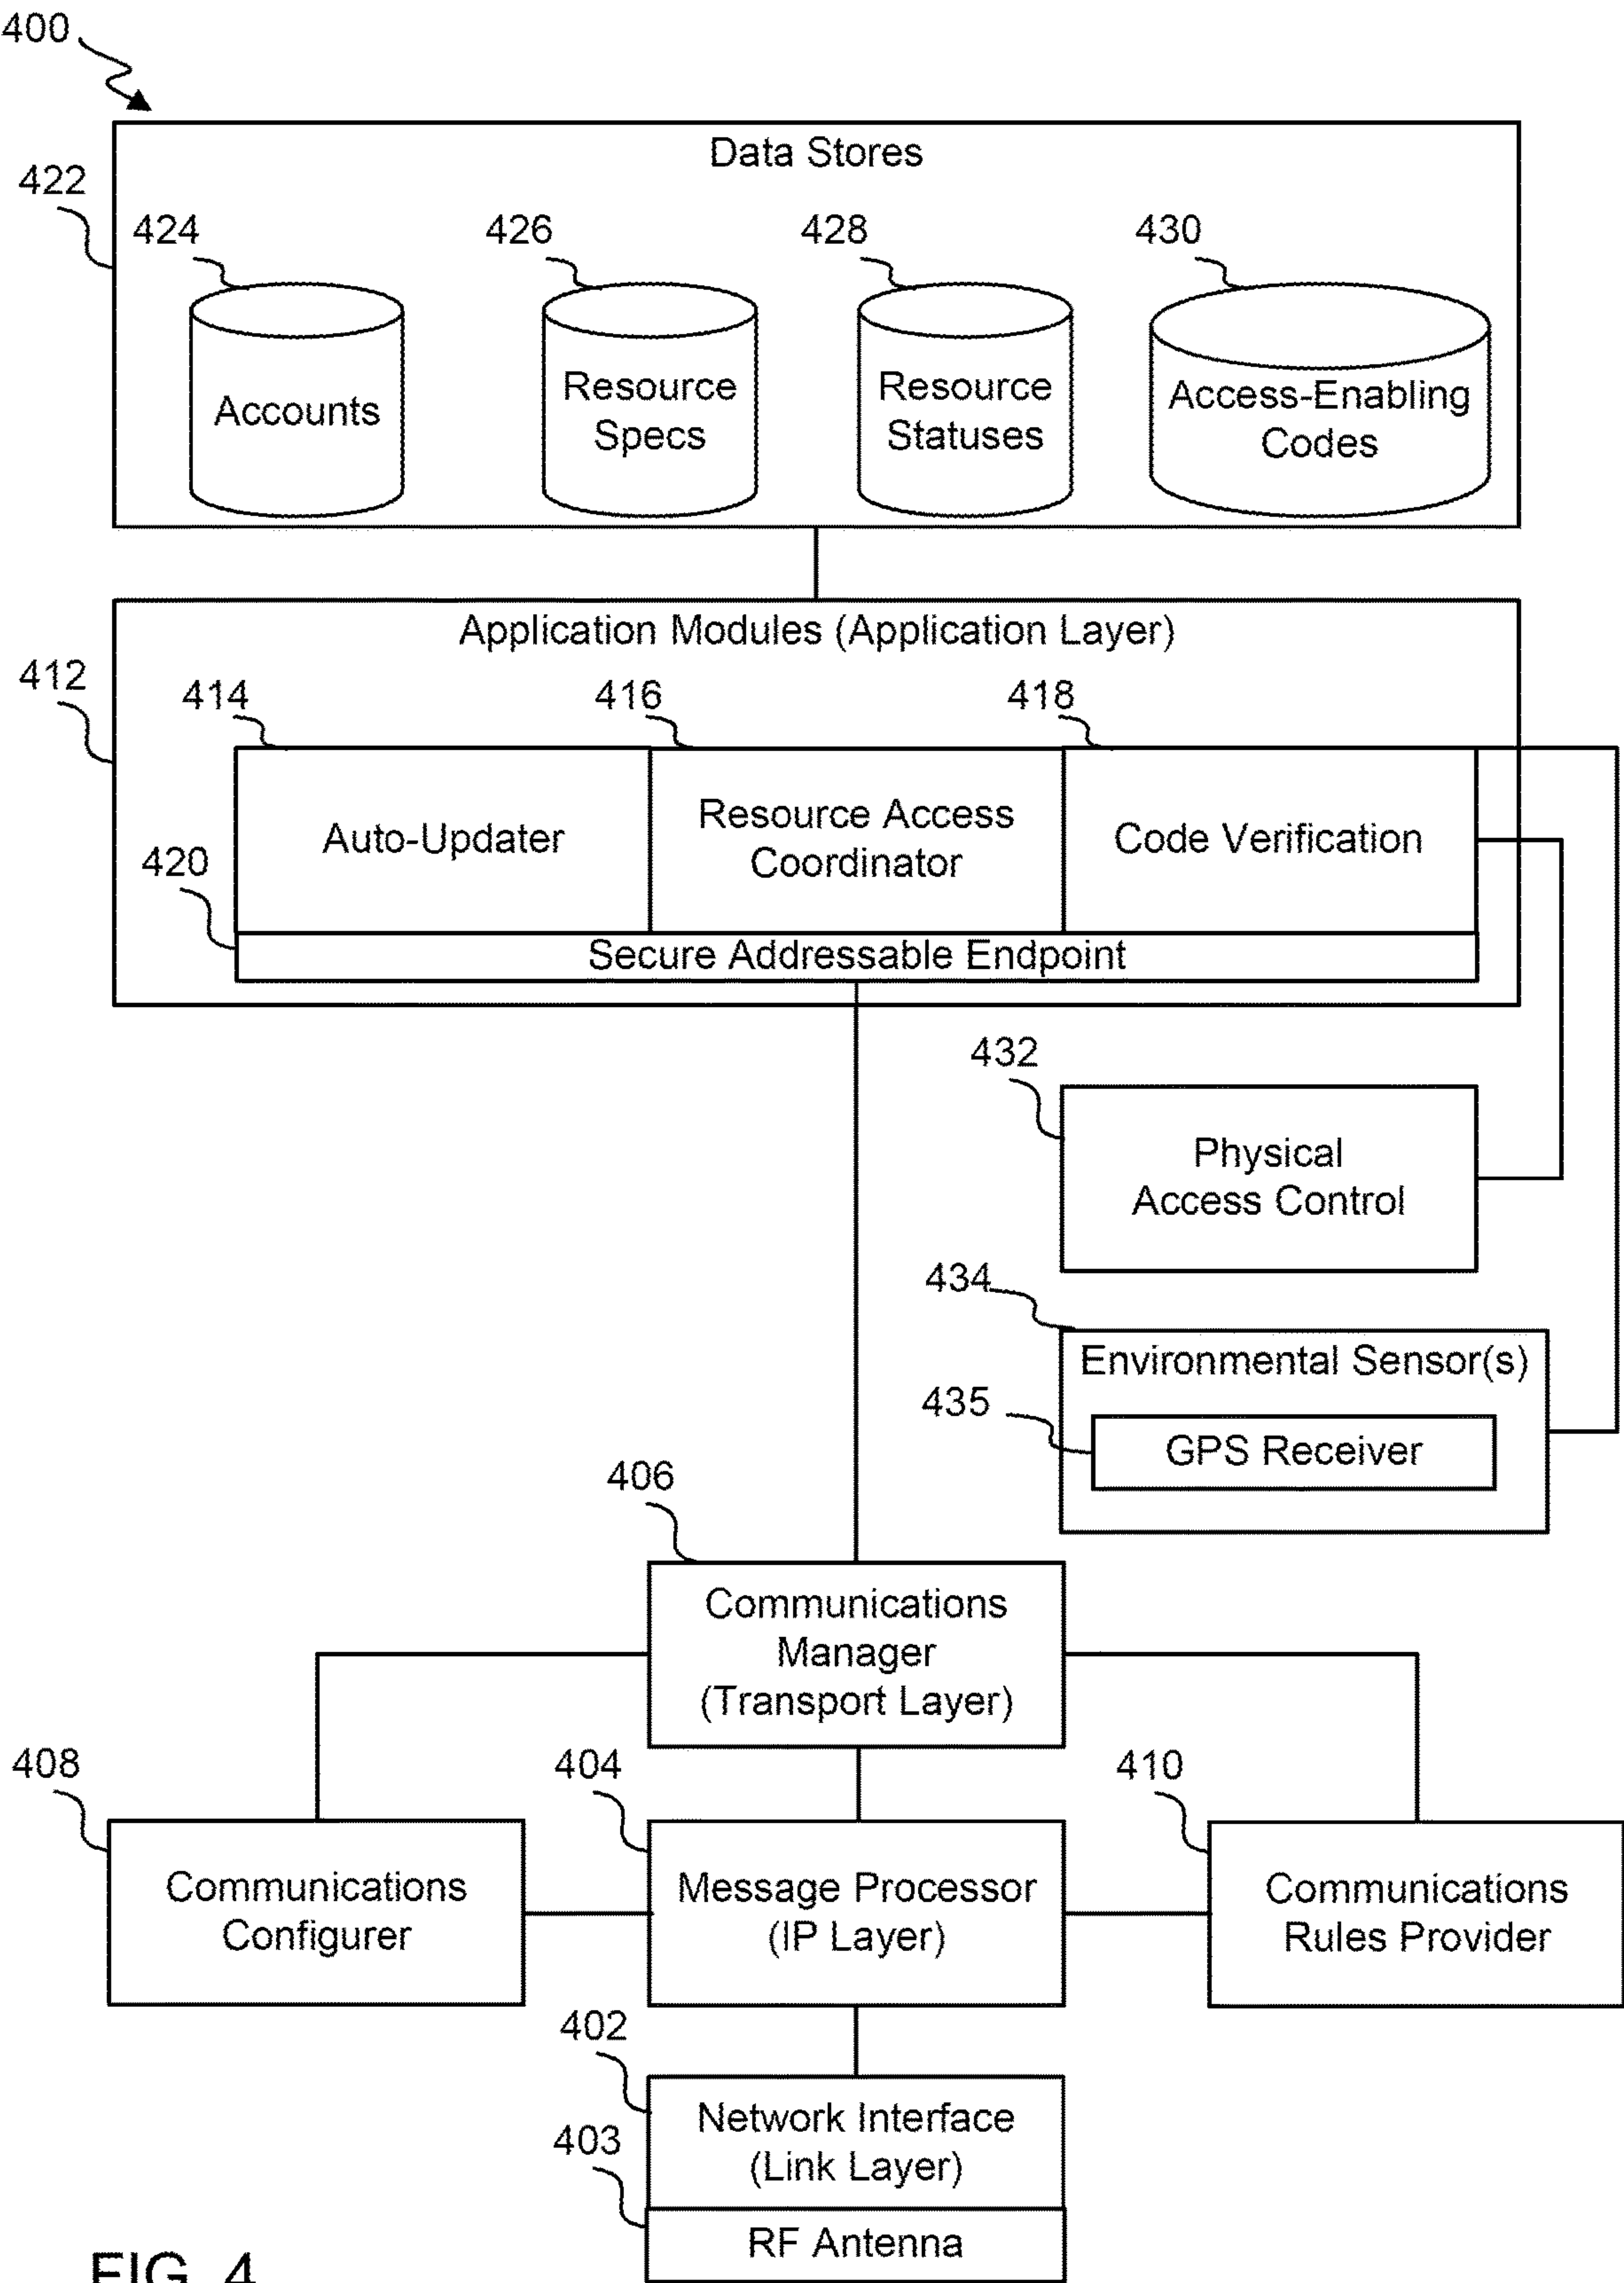 400
Data Stores
422
424
426
428
430
Accounts
Resource
Specs
Resource
Statuses
Access-Enabling
Codes
Application Modules (Application Layer)
412
414
416
418
Auto-Updater
Resource Access
Coordinator
Code Verification
420
Secure Addressable Endpoint
432
Physical
Access Control
434
Environmental Sensor(s)
435
GPS Receiver
406
Communications
Manager
(Transport Layer)
408
404
410
Communications
Configurer
Message Processor
(IP Layer)
Communications
Rules Provider
402
Network Interface
(Link Layer)
403
RF Antenna
FIG. 4